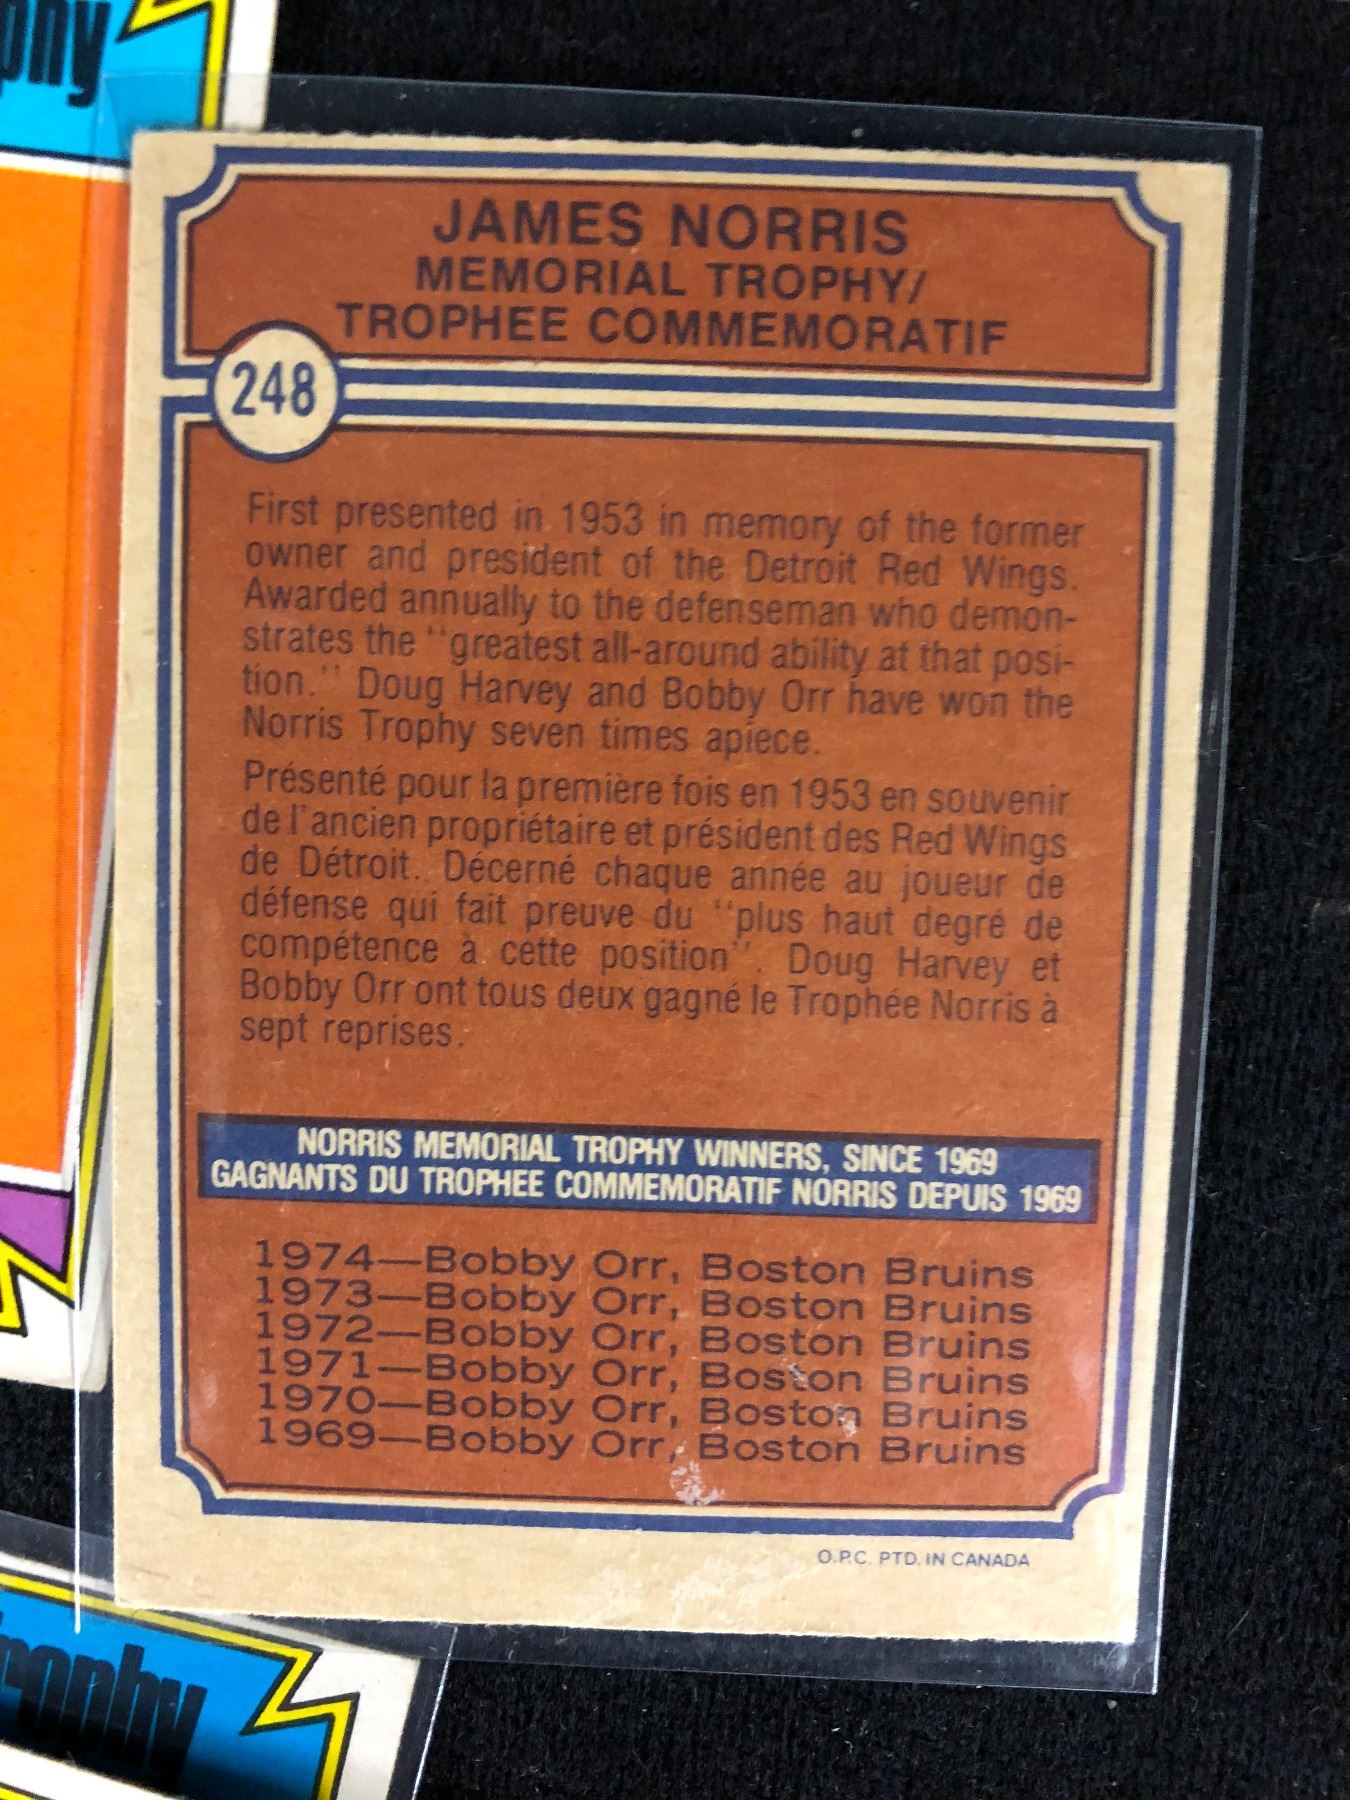 phy
JAMES NORRIS
MEMORIAL TROPHY/
TROPHEE COMMEMORATIF
248
First presented in 1953 in memory of the former
owner and president of the Detroit Red Wings.
Awarded annually to the defenseman who demon-
strates the "greatest all-around ability at that posi-
tion." Doug Harvey and Bobby Orr have won the
Norris Trophy seven times apiece.
Présenté pour la première fois en 1953 en souvenir
de l'ancien propriétaire et président des Red Wings
de Détroit. Décerné chaque année au joueur de
défense qui fait preuve du "plus haut degré de
compétence à cette position". Doug Harvey et
Bobby Orr ont tous deux gagné le Trophée Norris à
sept reprises.
NORRIS MEMORIAL TROPHY WINNERS, SINCE 1969
GAGNANTS DU TROPHEE COMMEMORATIF NORRIS DEPUIS 1969
1974—Bobby Orr, Boston Bruins
1973—Bobby Orr, Boston Bruins
1972—Bobby Orr, Boston Bruins
1971—Bobby Orr, Boston Bruins
1970—Bobby Orr, Boston Bruins
1969—Bobby Orr, Boston Bruins
O.P.C. PTD. IN CANADA
rophy